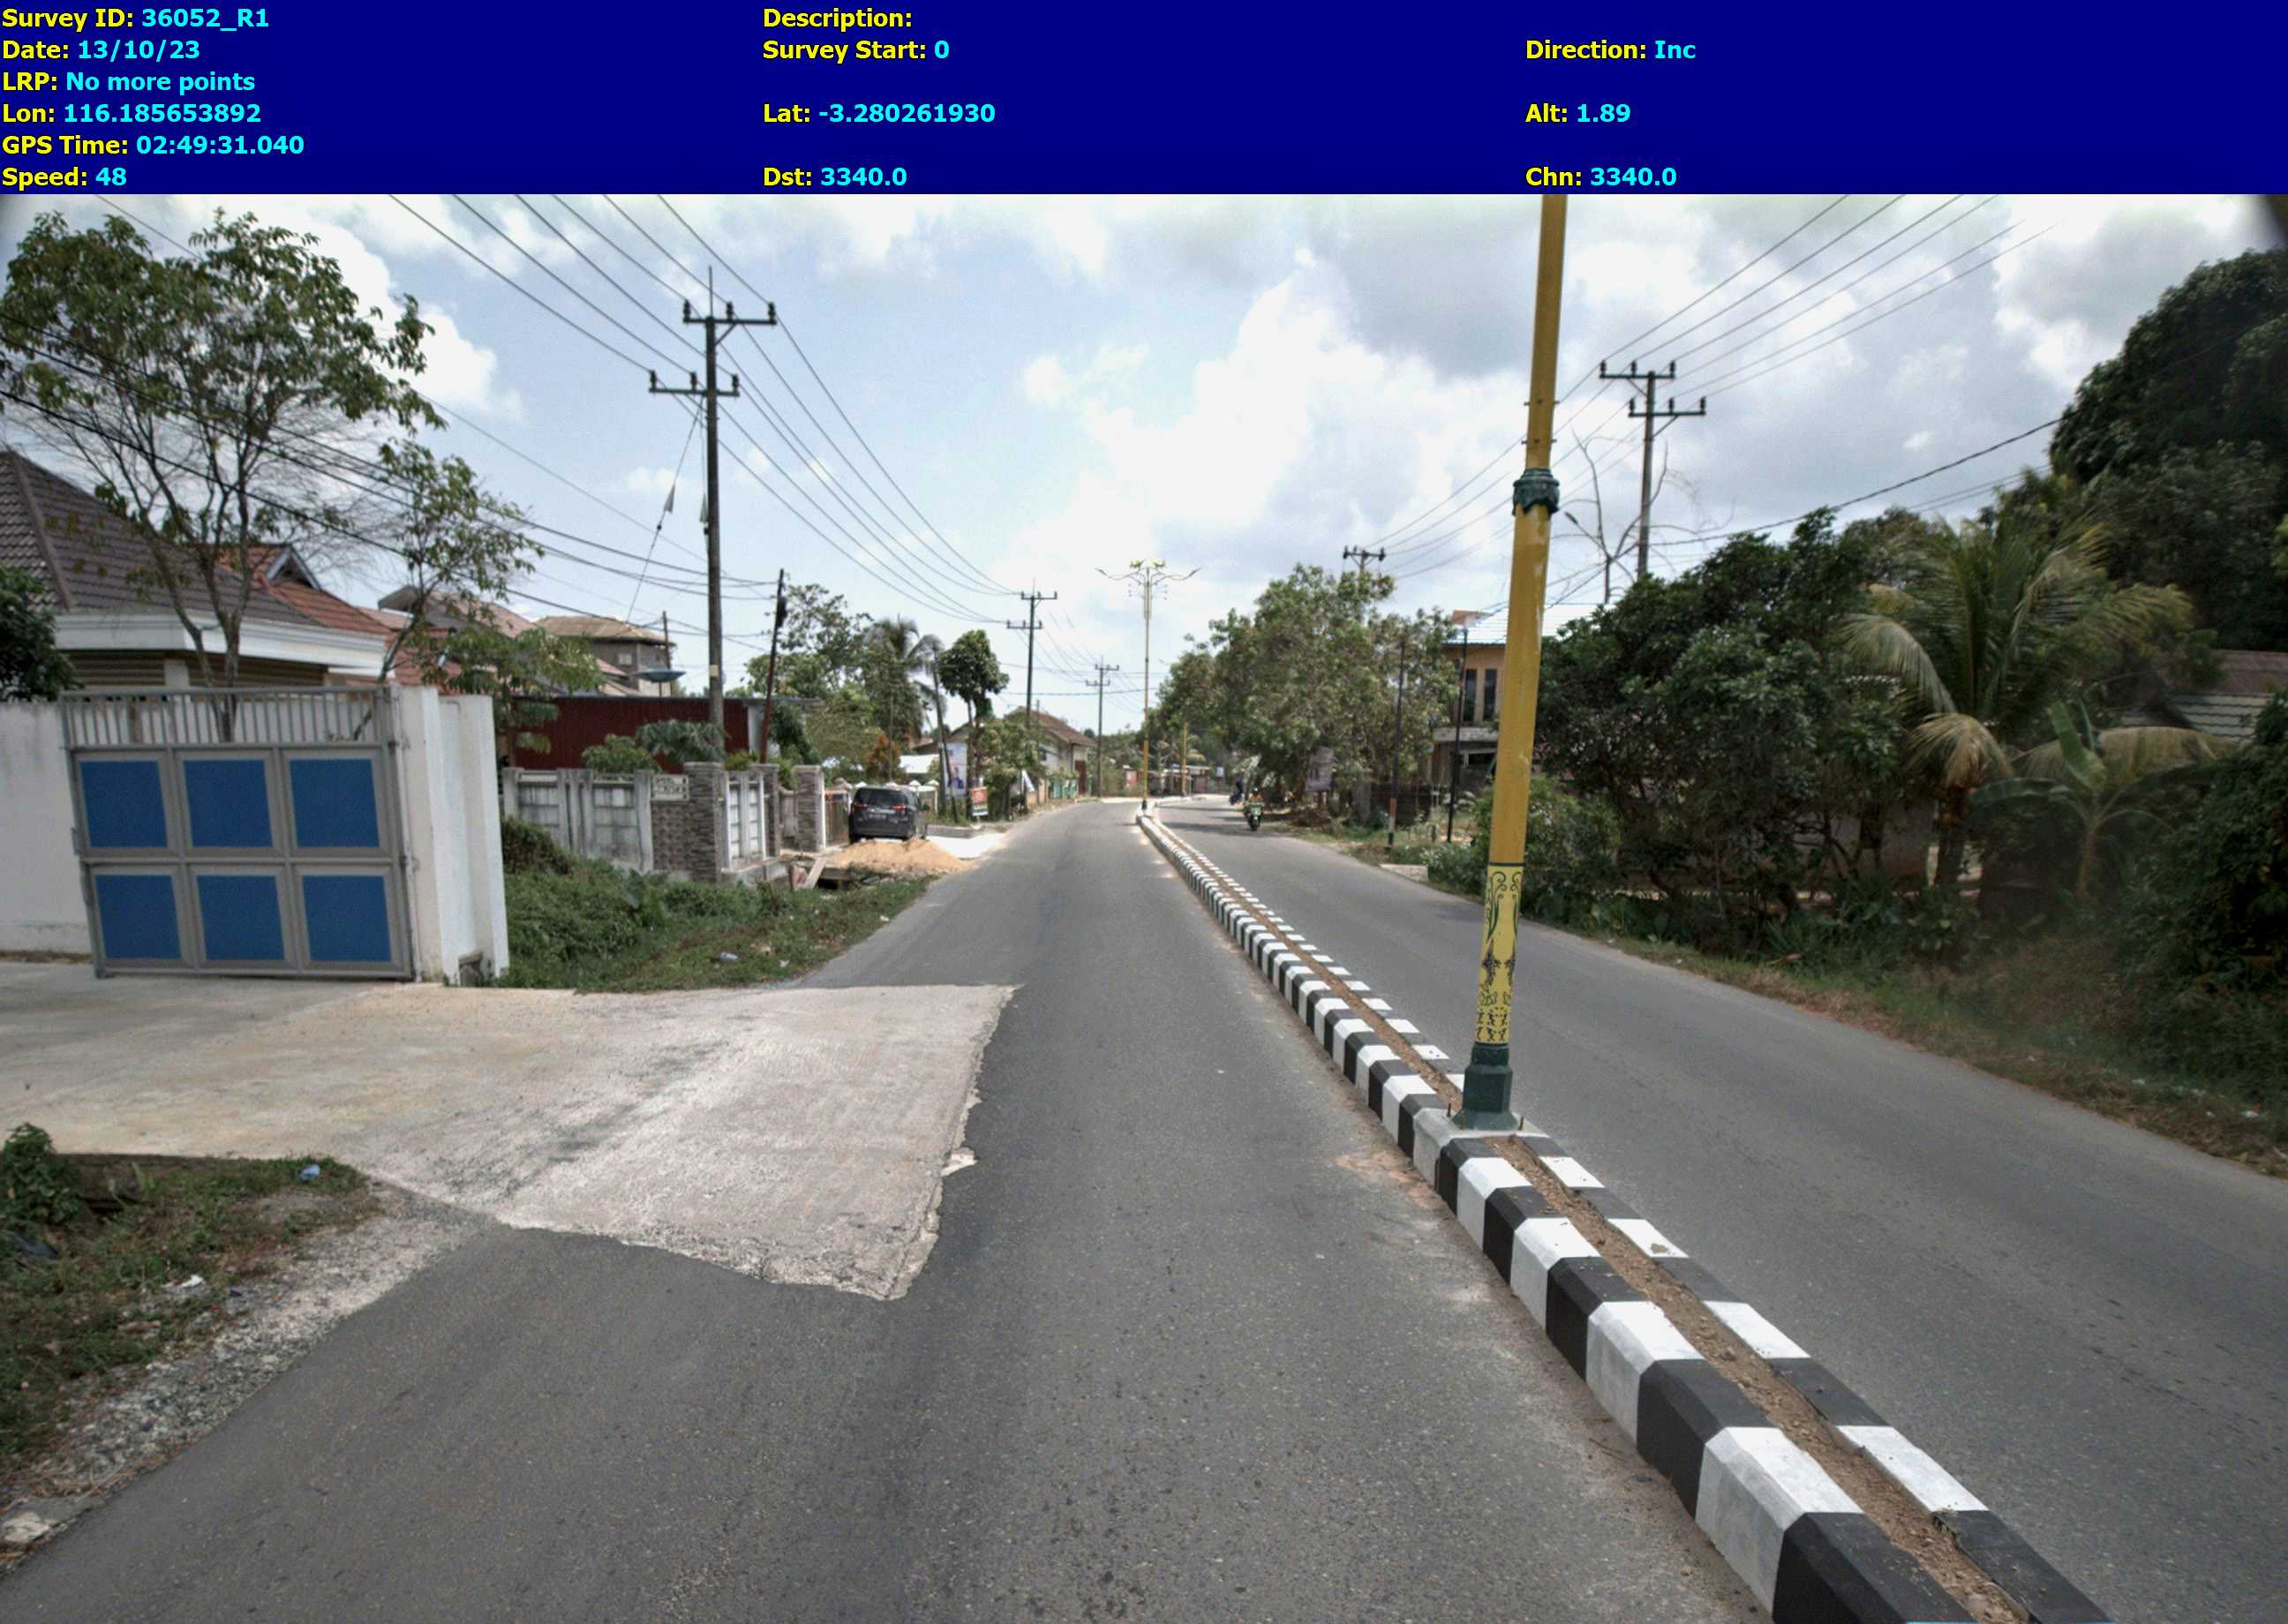 Survey ID: 36052_R1
Description:
Date: 13/10/23
Survey Start: 0
Direction: Inc
LRP: No more points
Lon: 116.185653892
Lat: -3.280261930
Alt: 1.89
GPS Time: 02:49:31.040
Speed: 48
Dst: 3340.0
Chn: 3340.0